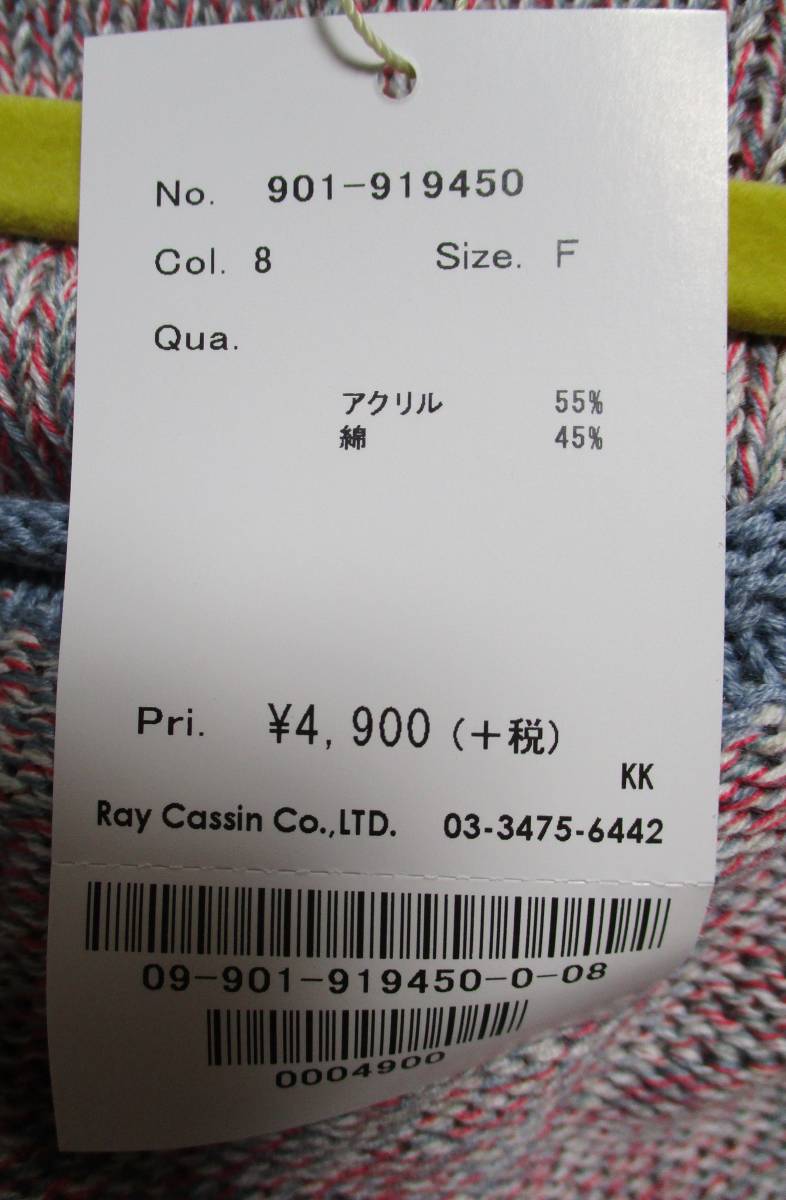 No. 901-919450
Col. 8 Size. F
Qua.
アクリル 55%
綿 45%
Pri. ¥4,900(+税)
KK
Ray Cassin Co.,LTD. 03-3475-6442
09-901-919450-0-08
0004900